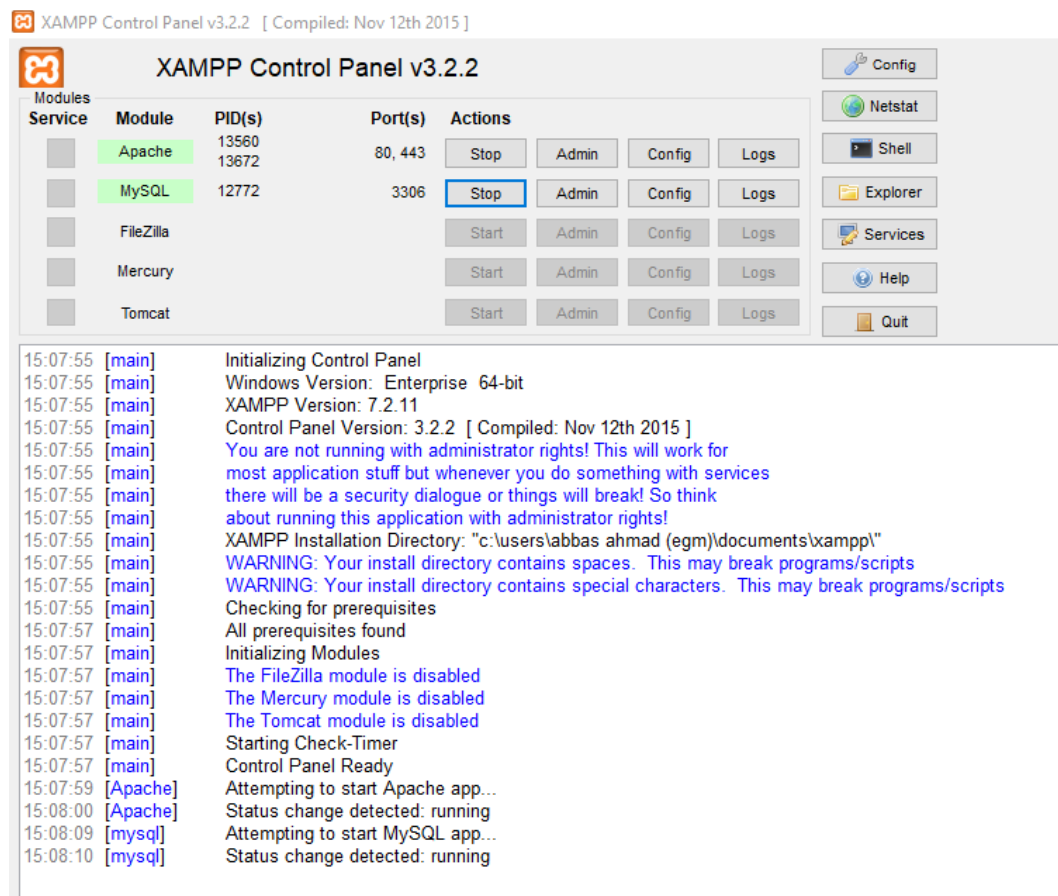 XAMPP Control Panel v3.2.2 [ Compiled: Nov 12th 2015 ]
XAMPP Control Panel v3.2.2
Config
Modules
Service Module PID(s) Port(s) Actions
Netstat
Apache 13560 13672 80, 443 Stop Admin Config Logs
Shell
MySQL 12772 3306 Stop Admin Config Logs
Explorer
FileZilla Start Admin Config Logs
Services
Mercury Start Admin Config Logs
Help
Tomcat Start Admin Config Logs
Quit
15:07:55 [main] Initializing Control Panel
15:07:55 [main] Windows Version: Enterprise 64-bit
15:07:55 [main] XAMPP Version: 7.2.11
15:07:55 [main] Control Panel Version: 3.2.2 [ Compiled: Nov 12th 2015 ]
15:07:55 [main] You are not running with administrator rights! This will work for
15:07:55 [main] most application stuff but whenever you do something with services
15:07:55 [main] there will be a security dialogue or things will break! So think
15:07:55 [main] about running this application with administrator rights!
15:07:55 [main] XAMPP Installation Directory: "c:\users\abbas ahmad (egm)\documents\xampp\"
15:07:55 [main] WARNING: Your install directory contains spaces. This may break programs/scripts
15:07:55 [main] WARNING: Your install directory contains special characters. This may break programs/scripts
15:07:55 [main] Checking for prerequisites
15:07:57 [main] All prerequisites found
15:07:57 [main] Initializing Modules
15:07:57 [main] The FileZilla module is disabled
15:07:57 [main] The Mercury module is disabled
15:07:57 [main] The Tomcat module is disabled
15:07:57 [main] Starting Check-Timer
15:07:57 [main] Control Panel Ready
15:07:59 [Apache] Attempting to start Apache app...
15:08:00 [Apache] Status change detected: running
15:08:09 [mysql] Attempting to start MySQL app...
15:08:10 [mysql] Status change detected: running